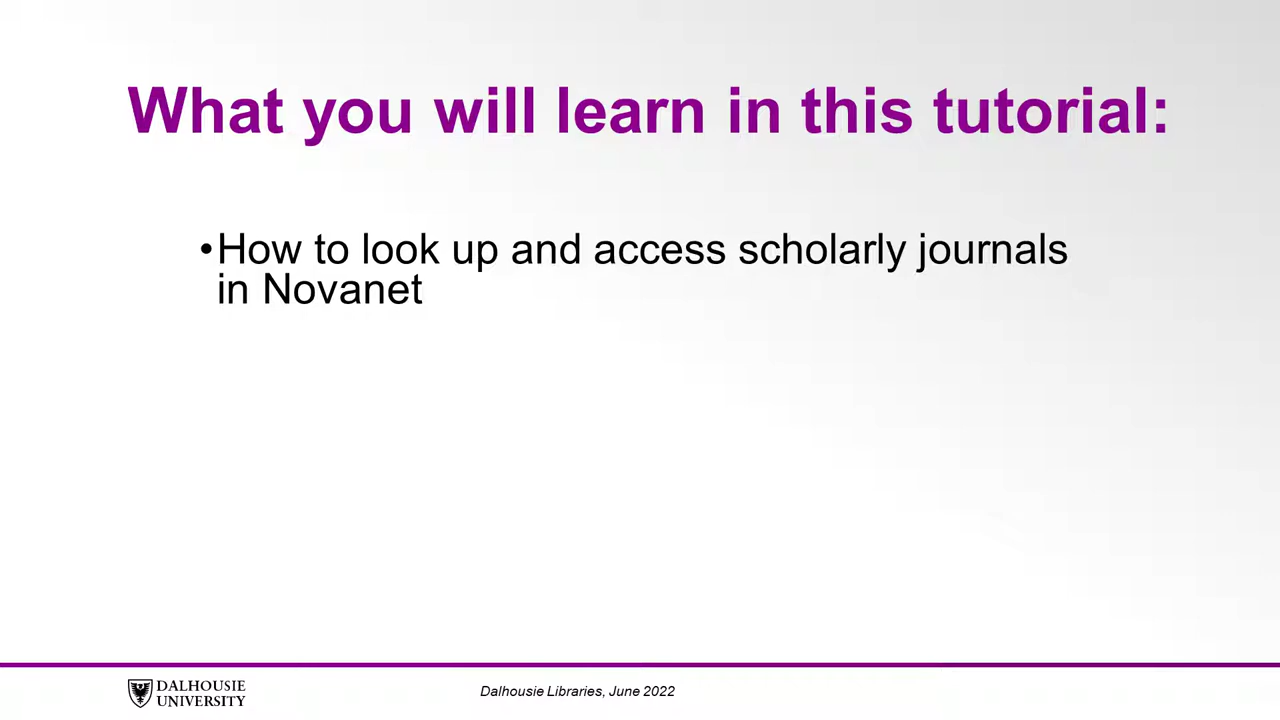 What you will learn in this tutorial:
•How to look up and access scholarly journals
in Novanet
DALHOUSIE
UNIVERSITY
Dalhousie Libraries, June 2022